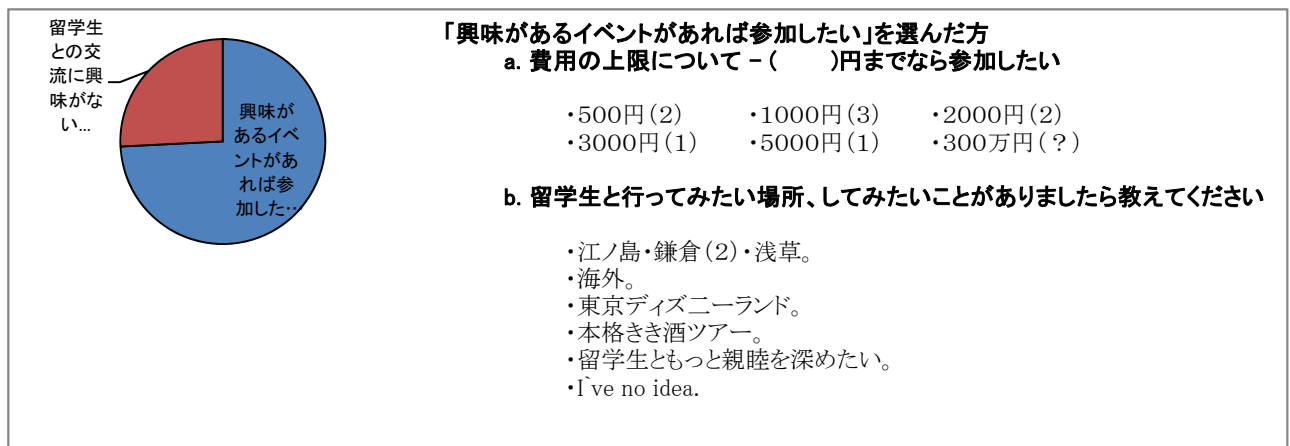 留学生
との交
流に興
味がな
い...
興味が
あるイベ
ントがあ
れば参
加した…
「興味があるイベントがあれば参加したい」を選んだ方
a. 費用の上限について － (　　)円までなら参加したい
・500円(2)　・1000円(3)　・2000円(2)
・3000円(1)　・5000円(1)　・300万円(？)
b. 留学生と行ってみたい場所、してみたいことがありましたら教えてください
・江ノ島・鎌倉(2)・浅草。
・海外。
・東京ディズニーランド。
・本格きき酒ツアー。
・留学生ともっと親睦を深めたい。
・I`ve no idea.